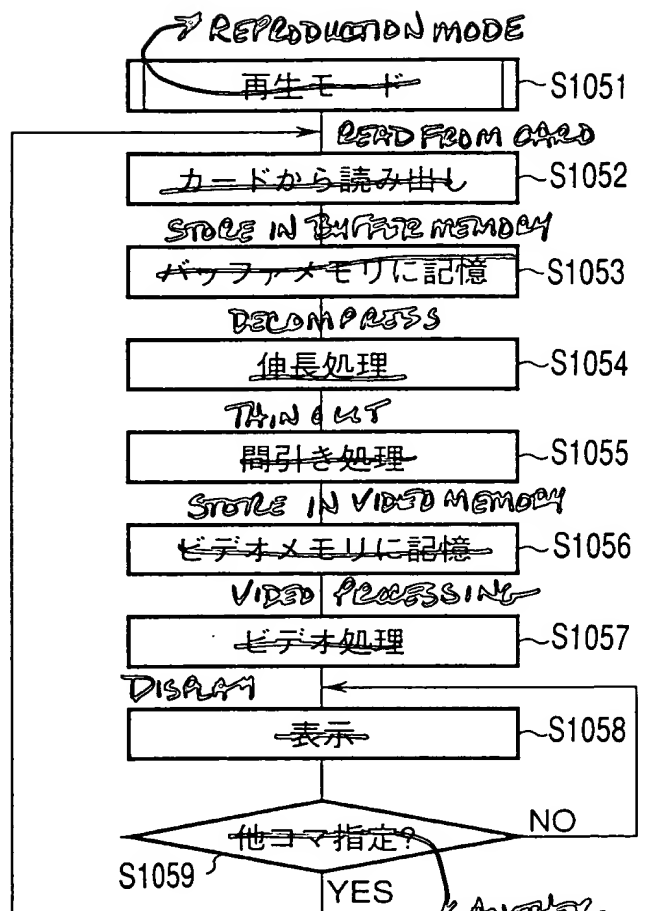 REPRODUCTION MODE
再生モード
S1051
READ FROM CARD
カードから読み出し
S1052
STORE IN BUFFER MEMORY
バッファメモリに記憶
S1053
DECOMPRESS
伸長処理
S1054
THIN OUT
間引き処理
S1055
STORE IN VIDEO MEMORY
ビデオメモリに記憶
S1056
VIDEO PROCESSING
ビデオ処理
S1057
DISPLAY
表示
S1058
他コマ指定?
NO
S1059
YES